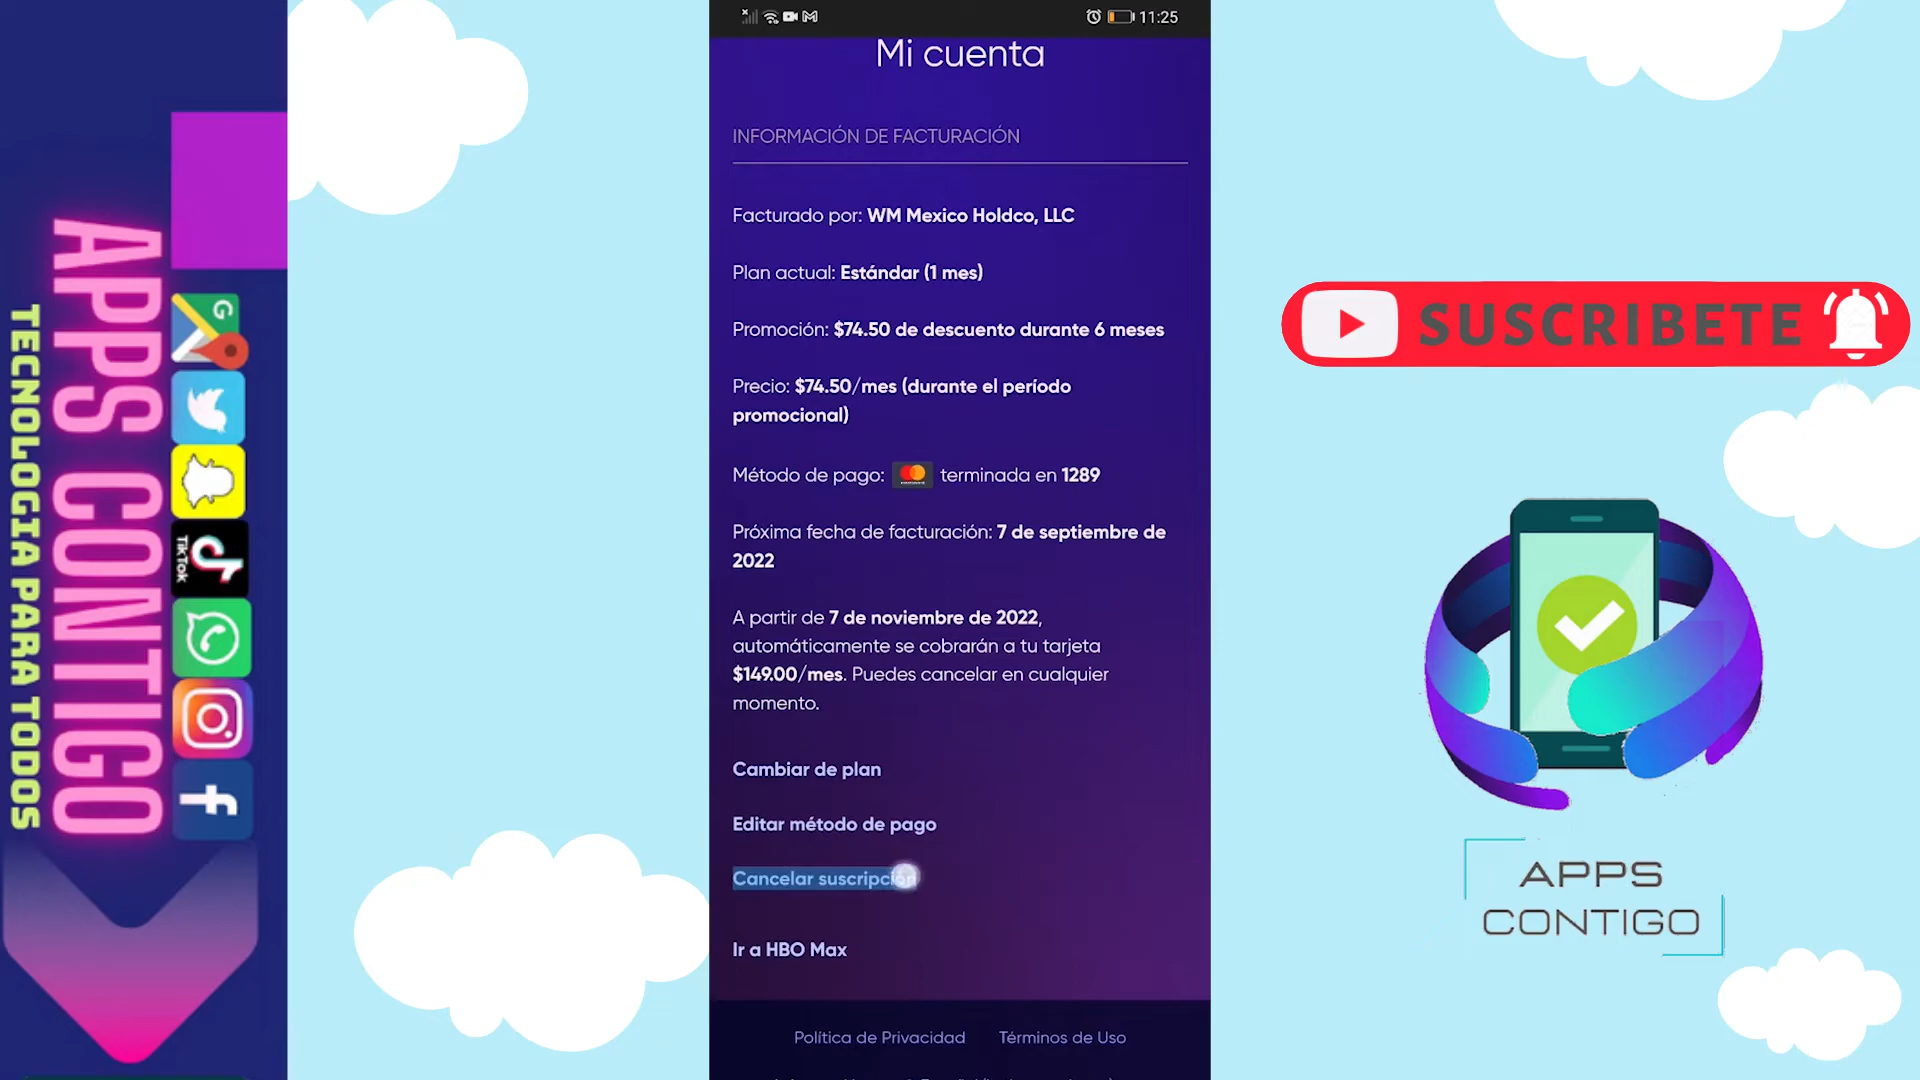 APPS CONTIGO
TECNOLOGIA PARA TODOS
G
TikTok
11:25
Mi cuenta
INFORMACIÓN DE FACTURACIÓN
Facturado por: WM Mexico Holdco, LLC
Plan actual: Estándar (1 mes)
Promoción: $74.50 de descuento durante 6 meses
Precio: $74.50/mes (durante el período
promocional)
Método de pago: terminada en 1289
Próxima fecha de facturación: 7 de septiembre de
2022
A partir de 7 de noviembre de 2022,
automáticamente se cobrarán a tu tarjeta
$149.00/mes. Puedes cancelar en cualquier
momento.
Cambiar de plan
Editar método de pago
Cancelar suscripción
Ir a HBO Max
Política de Privacidad Términos de Uso
SUSCRIBETE
APPS
CONTIGO